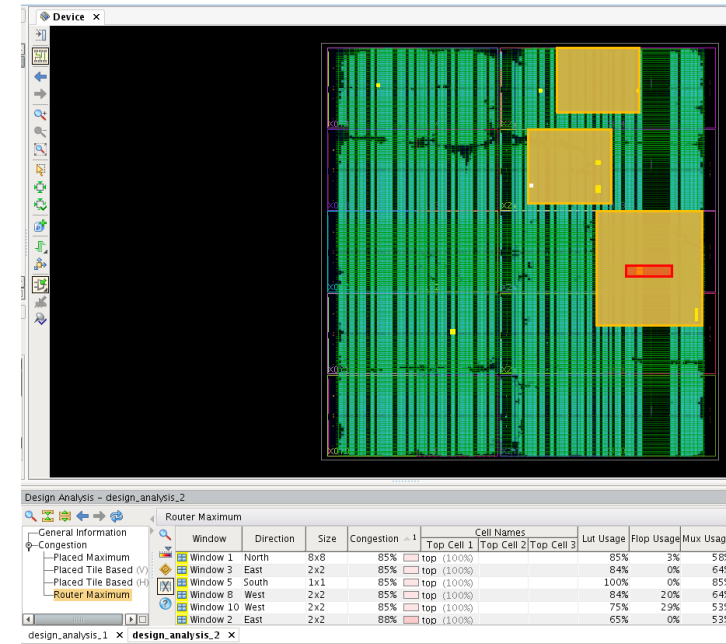 Device ×
Design Analysis - design_analysis_2
General Information
Congestion
Placed Maximum
Placed Tile Based (V)
Placed Tile Based (H)
Router Maximum
Router Maximum
Window Direction Size Congestion 1 Cell Names Lut Usage Flop Usage Mux Usag
Top Cell 1 Top Cell 2 Top Cell 3
Window 1 North 8x8 85% top (100%) 85% 3% 58%
Window 3 East 2x2 84% top (100%) 84% 0% 64%
Window 5 South 1x1 85% top (100%) 100% 0% 85%
Window 8 West 2x2 85% top (100%) 84% 20% 64%
Window 10 West 2x2 85% top (100%) 75% 29% 53%
Window 2 East 2x2 88% top (100%) 65% 0% 53%
design_analysis_1 × design_analysis_2 ×